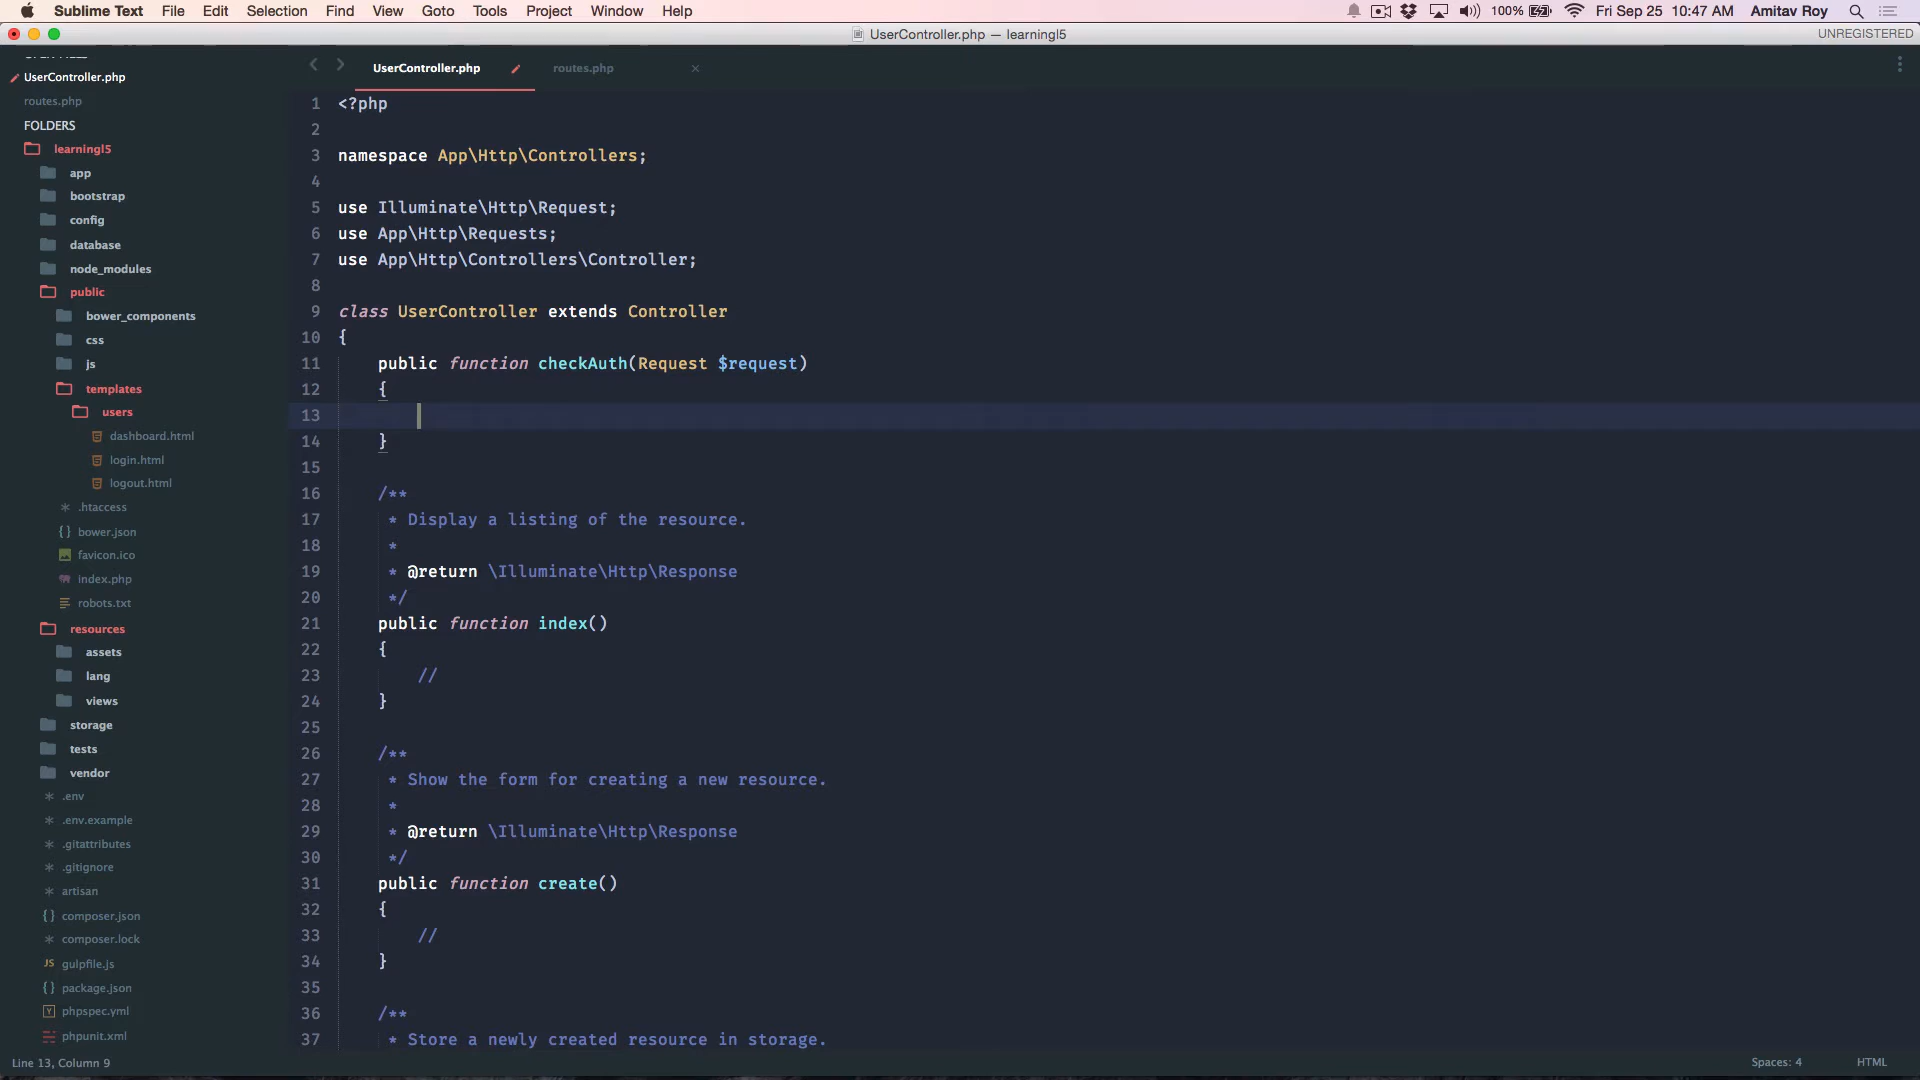 Sublime Text File Edit Selection Find View Goto Tools Project Window Help 100% Fri Sep 25 10:47 AM Amitav Roy
UserController.php — learningl5 UNREGISTERED
UserController.php
routes.php
FOLDERS
learningl5
app
bootstrap
config
database
node_modules
public
bower_components
css
js
templates
users
dashboard.html
login.html
logout.html
.htaccess
{} bower.json
favicon.ico
index.php
robots.txt
resources
assets
lang
views
storage
tests
vendor
.env
.env.example
.gitattributes
.gitignore
artisan
{} composer.json
composer.lock
JS gulpfile.js
{} package.json
Y phpspec.yml
phpunit.xml
UserController.php routes.php
1 <?php
2
3 namespace App\Http\Controllers;
4
5 use Illuminate\Http\Request;
6 use App\Http\Requests;
7 use App\Http\Controllers\Controller;
8
9 class UserController extends Controller
10 {
11 public function checkAuth(Request $request)
12 {
13
14 }
15
16 /**
17 * Display a listing of the resource.
18 *
19 * @return \Illuminate\Http\Response
20 */
21 public function index()
22 {
23 //
24 }
25
26 /**
27 * Show the form for creating a new resource.
28 *
29 * @return \Illuminate\Http\Response
30 */
31 public function create()
32 {
33 //
34 }
35
36 /**
37 * Store a newly created resource in storage.
Line 13, Column 9 Spaces: 4 HTML